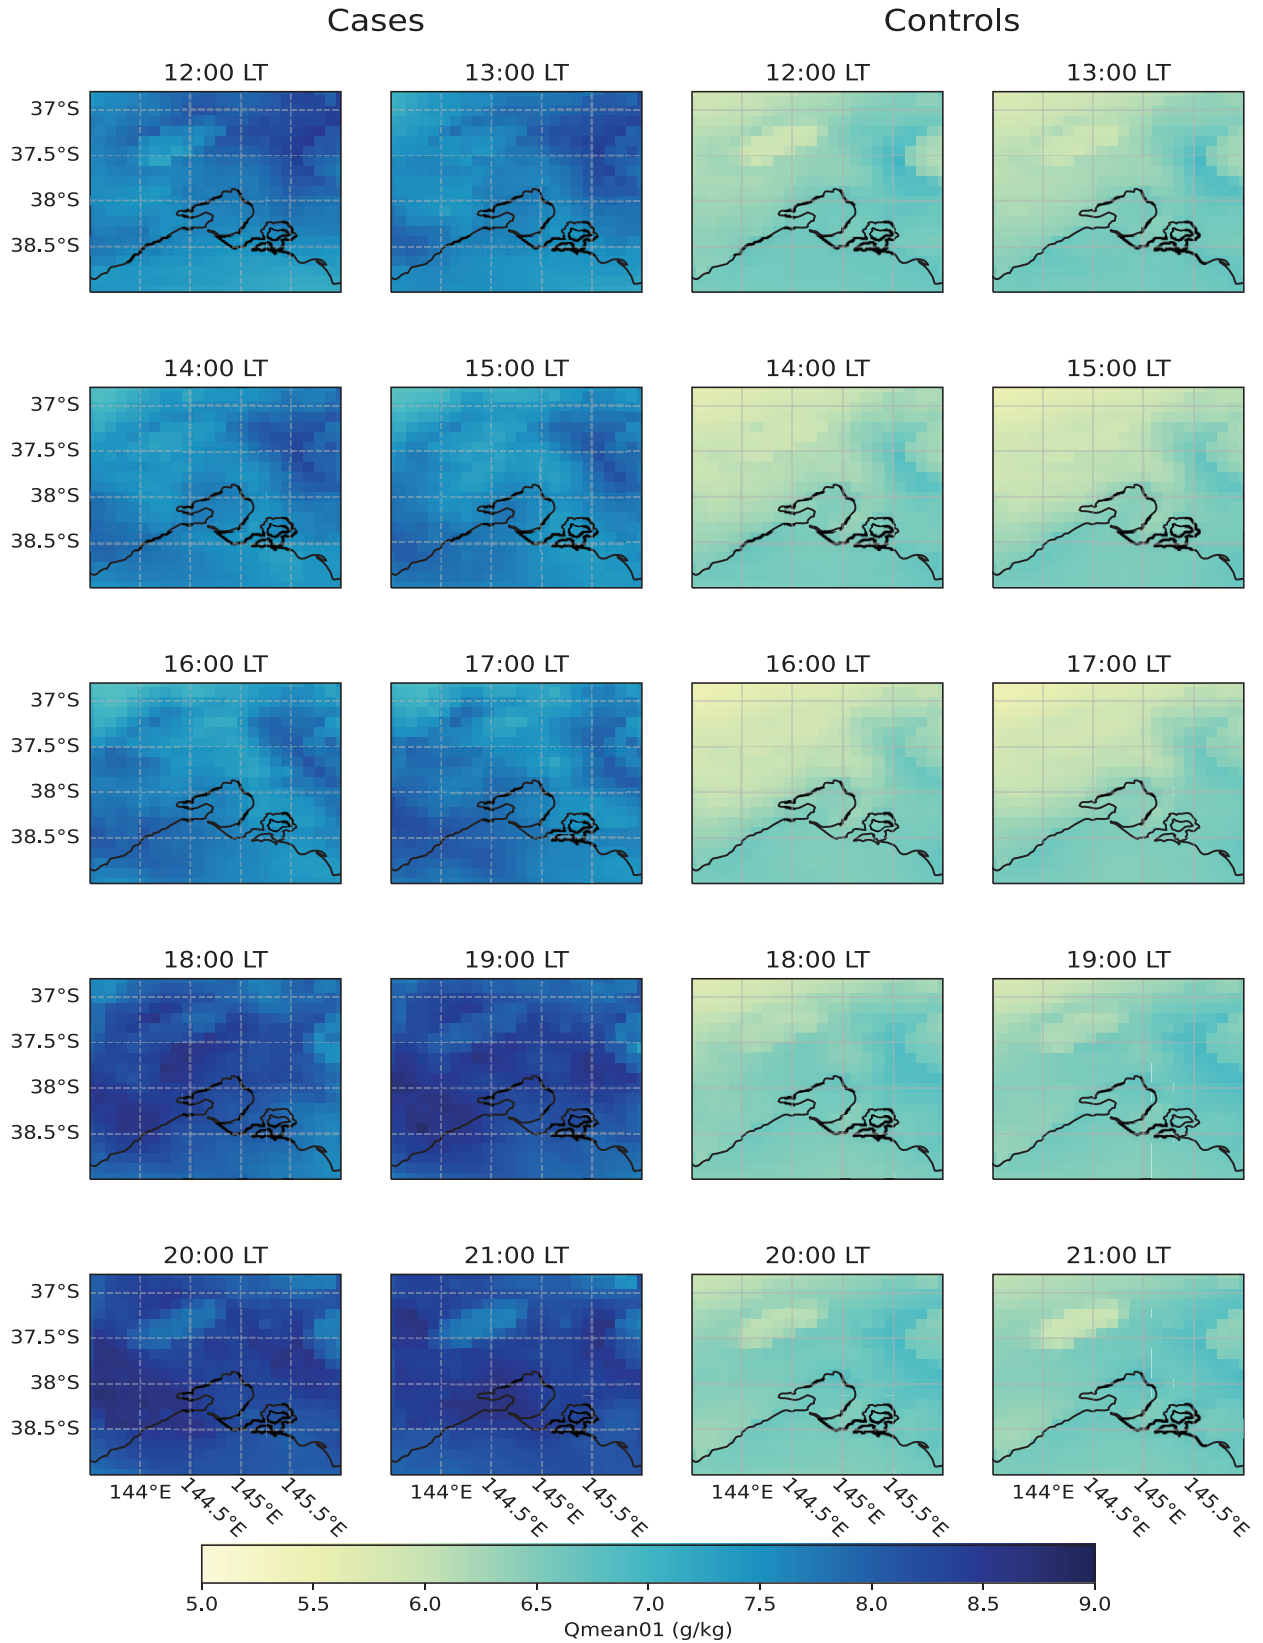 Cases Controls
12:00 LT 13:00 LT 12:00 LT 13:00 LT
37°S
37.5°S
38°S
38.5°S
14:00 LT 15:00 LT 14:00 LT 15:00 LT
37°S
37.5°S
38°S
38.5°S
16:00 LT 17:00 LT 16:00 LT 17:00 LT
37°S
37.5°S
38°S
38.5°S
18:00 LT 19:00 LT 18:00 LT 19:00 LT
37°S
37.5°S
38°S
38.5°S
20:00 LT 21:00 LT 20:00 LT 21:00 LT
37°S
37.5°S
38°S
38.5°S
144°E 144.5°E 145°E 145.5°E 144°E 144.5°E 145°E 145.5°E 144°E 144.5°E 145°E 145.5°E 144°E 144.5°E 145°E 145.5°E
5.0 5.5 6.0 6.5 7.0 7.5 8.0 8.5 9.0
Qmean01 (g/kg)